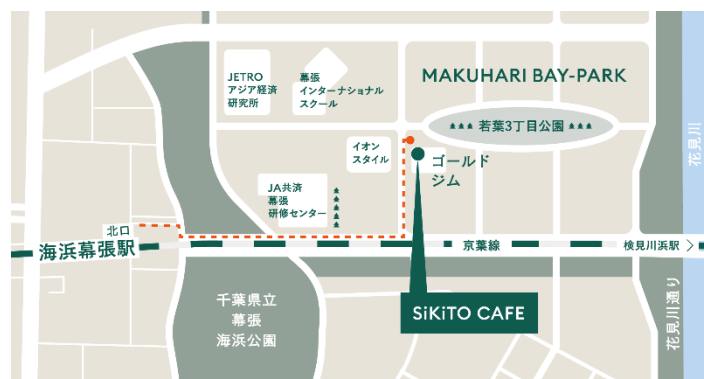 JETRO
アジア経済
研究所
幕張
インターナショナル
スクール
MAKUHARI BAY-PARK
若葉3丁目公園
花見川
イオン
スタイル
ゴールド
ジム
JA共済
幕張
研修センター
北口
海浜幕張駅
京葉線
検見川浜駅
千葉県立
幕張
海浜公園
SiKiTO CAFE
花見川通り